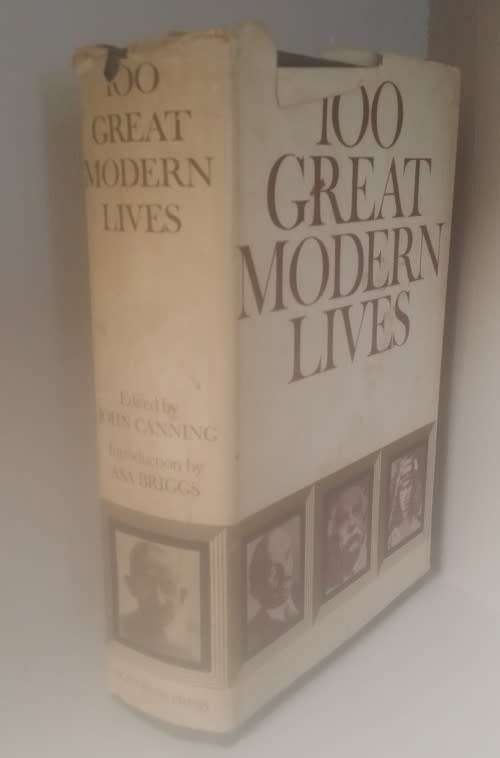 100
GREAT
MODERN
LIVES
Edited by
JOHN CANNING
Introduction by
ASA BRIGGS
100
GREAT
MODERN
LIVES